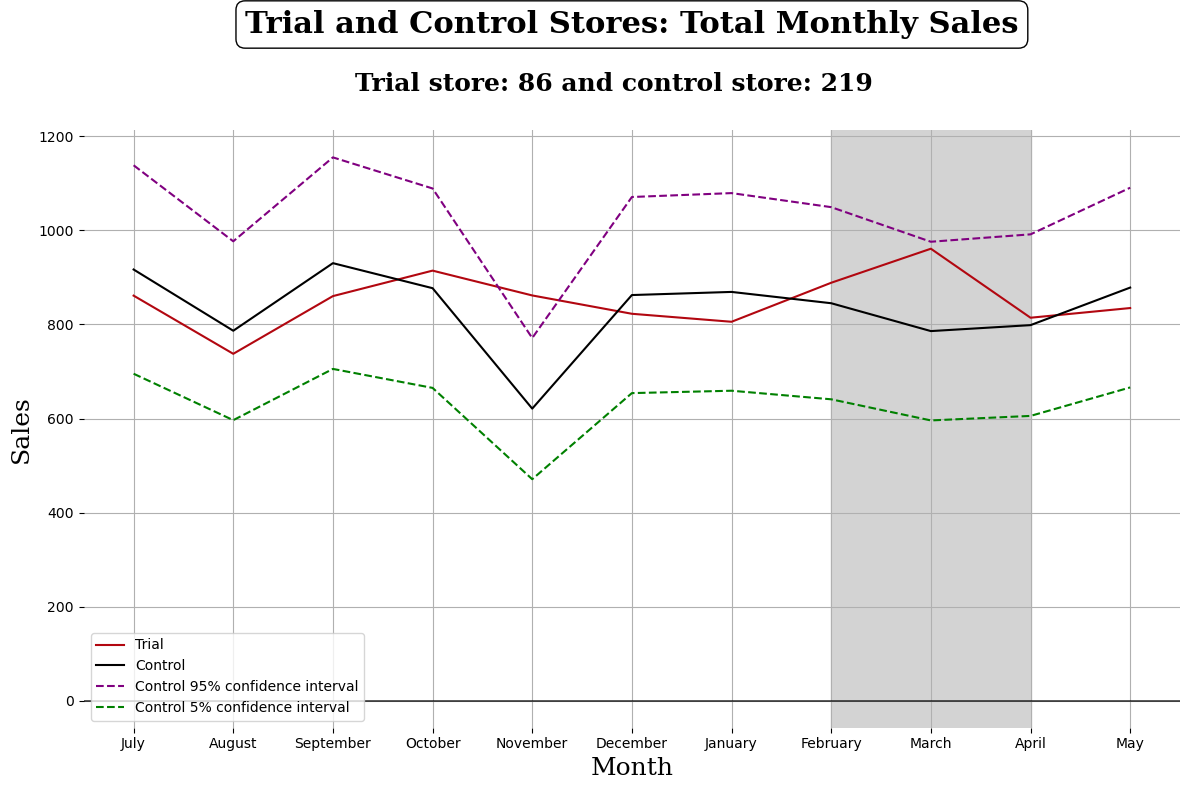 Trial and Control Stores: Total Monthly Sales
Trial store: 86 and control store: 219
1200
1000
800
600
400
200
0
Sales
Trial
Control
Control 95% confidence interval
Control 5% confidence interval
July August September October November December January February March April May
Month